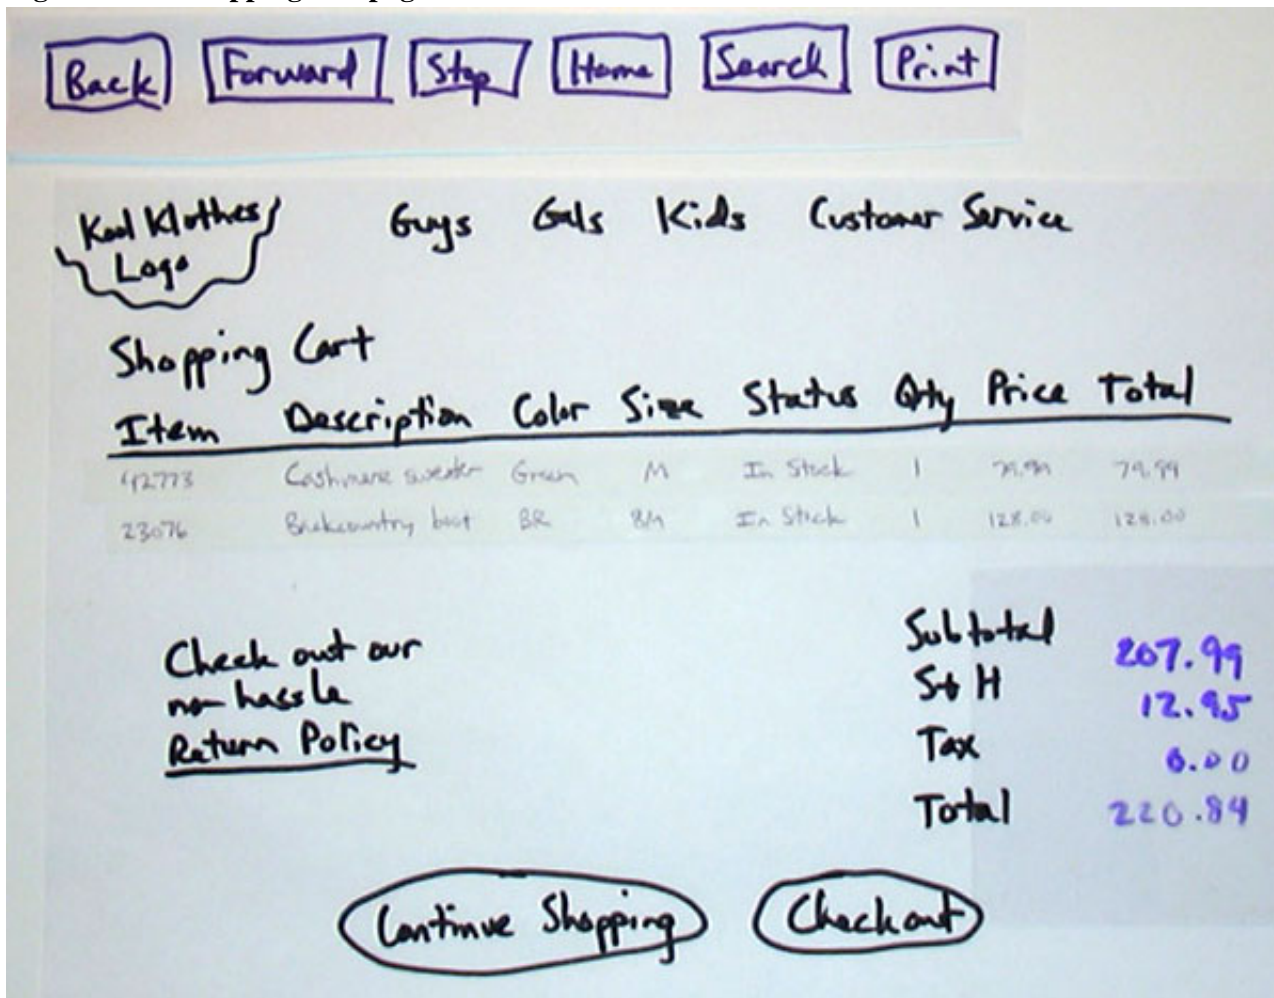 Back Forward Stop Home Search Print
Kool Klothes Guys Gals Kids Customer Service
Logo
Shopping Cart
Item Description Color Size Status Qty Price Total
42773 Cashmere sweater Green M In Stock 1 79.99 79.99
23076 Backcountry boot BR 8M In Stock 1 128.00 128.00
Check out our
no-hassle
Return Policy
Subtotal 207.99
S+H 12.95
Tax 0.00
Total 220.84
Continue Shopping Checkout